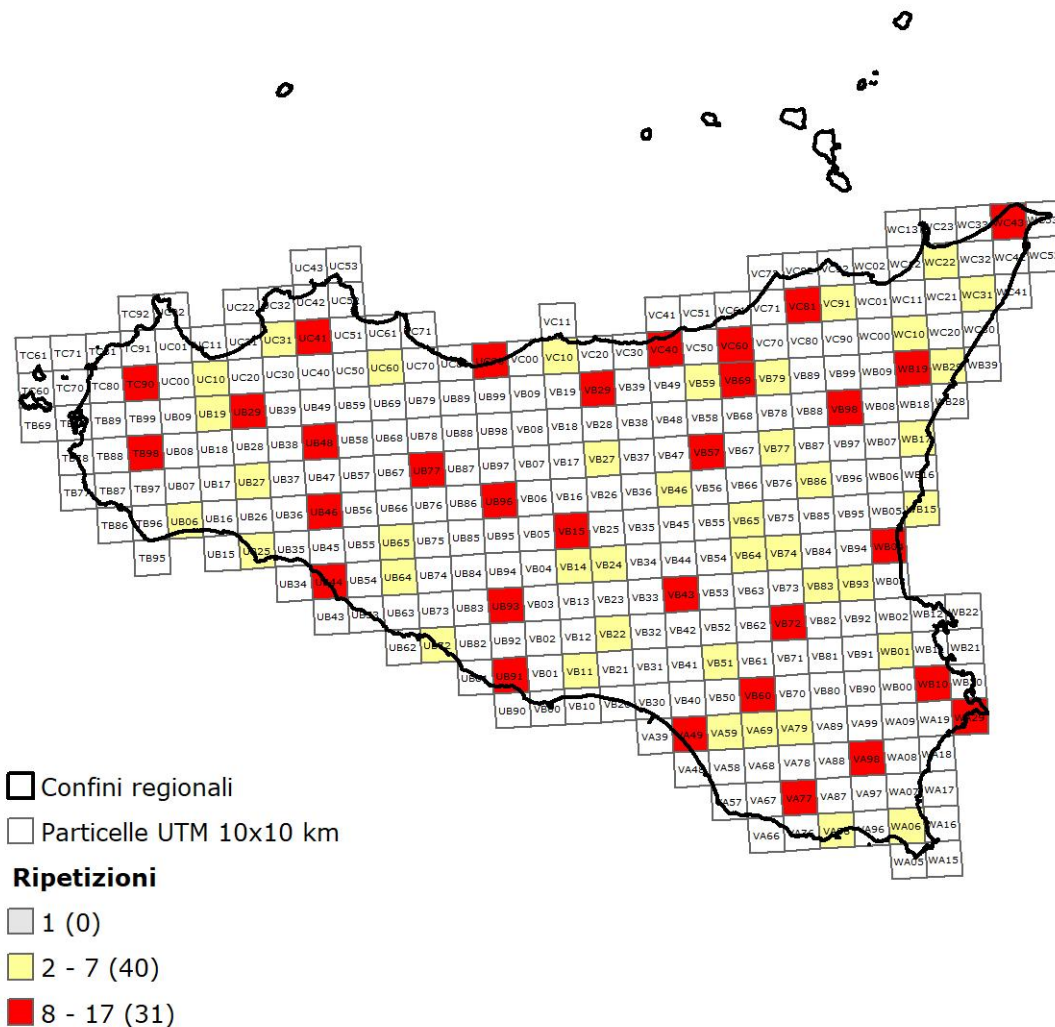 WC13 WC23 WC33 WC43
UC43 UC53 WC02 WC22 WC32
TC92 UC22 UC32 UC42 UC52
VC11 VC41 VC51 VC61 VC71 VC81 VC91 WC01 WC11 WC21 WC31 WC41
TC61 TC71 TC81 TC91 UC01 UC11 UC21 UC31 UC41 UC51 UC61 UC71
TC60 TC70 TC80 TC90 UC00 UC10 UC20 UC30 UC40 UC50 UC60 UC70 VC00 VC10 VC20 VC30 VC40 VC50 VC60 VC70 VC80 VC90 WC00 WC10 WC20 WC30
TB69 TB89 TB99 UB09 UB19 UB29 UB39 UB49 UB59 UB69 UB79 UB89 UB99 VB09 VB19 VB29 VB39 VB49 VB59 VB69 VB79 VB89 VB99 WB09 WB19 WB29 WB39
TB78 TB88 TB98 UB08 UB18 UB28 UB38 UB48 UB58 UB68 UB78 UB88 UB98 VB08 VB18 VB28 VB38 VB48 VB58 VB68 VB78 VB88 VB98 WB08 WB18 WB28
TB77 TB87 TB97 UB07 UB17 UB27 UB37 UB47 UB57 UB67 UB77 UB87 UB97 VB07 VB17 VB27 VB37 VB47 VB57 VB67 VB77 VB87 VB97 WB07 WB17
TB86 TB96 UB06 UB16 UB26 UB36 UB46 UB56 UB66 UB76 UB86 UB96 VB06 VB16 VB26 VB36 VB46 VB56 VB66 VB76 VB86 VB96 WB06 WB16
TB95 UB15 UB25 UB35 UB45 UB55 UB65 UB75 UB85 UB95 VB05 VB15 VB25 VB35 VB45 VB55 VB65 VB75 VB85 VB95 WB05 WB15
UB34 UB44 UB54 UB64 UB74 UB84 UB94 VB04 VB14 VB24 VB34 VB44 VB54 VB64 VB74 VB84 VB94 WB04
UB43 UB53 UB63 UB73 UB83 UB93 VB03 VB13 VB23 VB33 VB43 VB53 VB63 VB73 VB83 VB93 WB03
UB62 UB72 UB82 UB92 VB02 VB12 VB22 VB32 VB42 VB52 VB62 VB72 VB82 VB92 WB02 WB12 WB22
UB81 UB91 VB01 VB11 VB21 VB31 VB41 VB51 VB61 VB71 VB81 VB91 WB01 WB11 WB21
UB90 VB00 VB10 VB20 VB30 VB40 VB50 VB60 VB70 VB80 VB90 WB00 WB10 WB20
VA39 VA49 VA59 VA69 VA79 VA89 VA99 WA09 WA19 WA29
VA48 VA58 VA68 VA78 VA88 VA98 WA08 WA18
VA57 VA67 VA77 VA87 VA97 WA07 WA17
VA66 VA76 VA86 VA96 WA06 WA16
WA05 WA15
Confini regionali
Particelle UTM 10x10 km
Ripetizioni
1 (0)
2 - 7 (40)
8 - 17 (31)